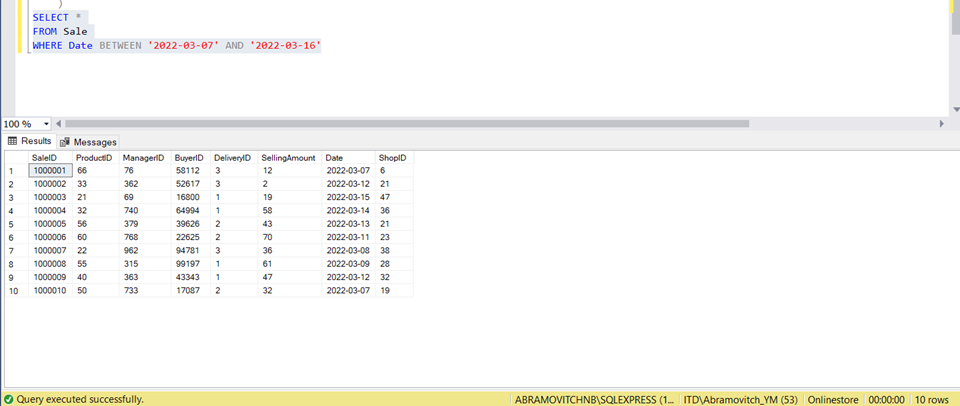 )
SELECT *
FROM Sale
WHERE Date BETWEEN '2022-03-07' AND '2022-03-16'
100 %
Results Messages
SaleID ProductID ManagerID BuyerID DeliveryID SellingAmount Date ShopID
1 1000001 66 76 58112 3 12 2022-03-07 6
2 1000002 33 362 52617 3 2 2022-03-12 21
3 1000003 21 69 16800 1 19 2022-03-15 47
4 1000004 32 740 64994 1 58 2022-03-14 36
5 1000005 56 379 39626 2 43 2022-03-13 21
6 1000006 60 768 22625 2 70 2022-03-11 23
7 1000007 22 962 94781 3 36 2022-03-08 38
8 1000008 55 315 99197 1 61 2022-03-09 28
9 1000009 40 363 43343 1 47 2022-03-12 32
10 1000010 50 733 17087 2 32 2022-03-07 19
Query executed successfully. ABRAMOVITCHNB\SQLEXPRESS (1... ITD\Abramovitch_YM (53) Onlinestore 00:00:00 10 rows